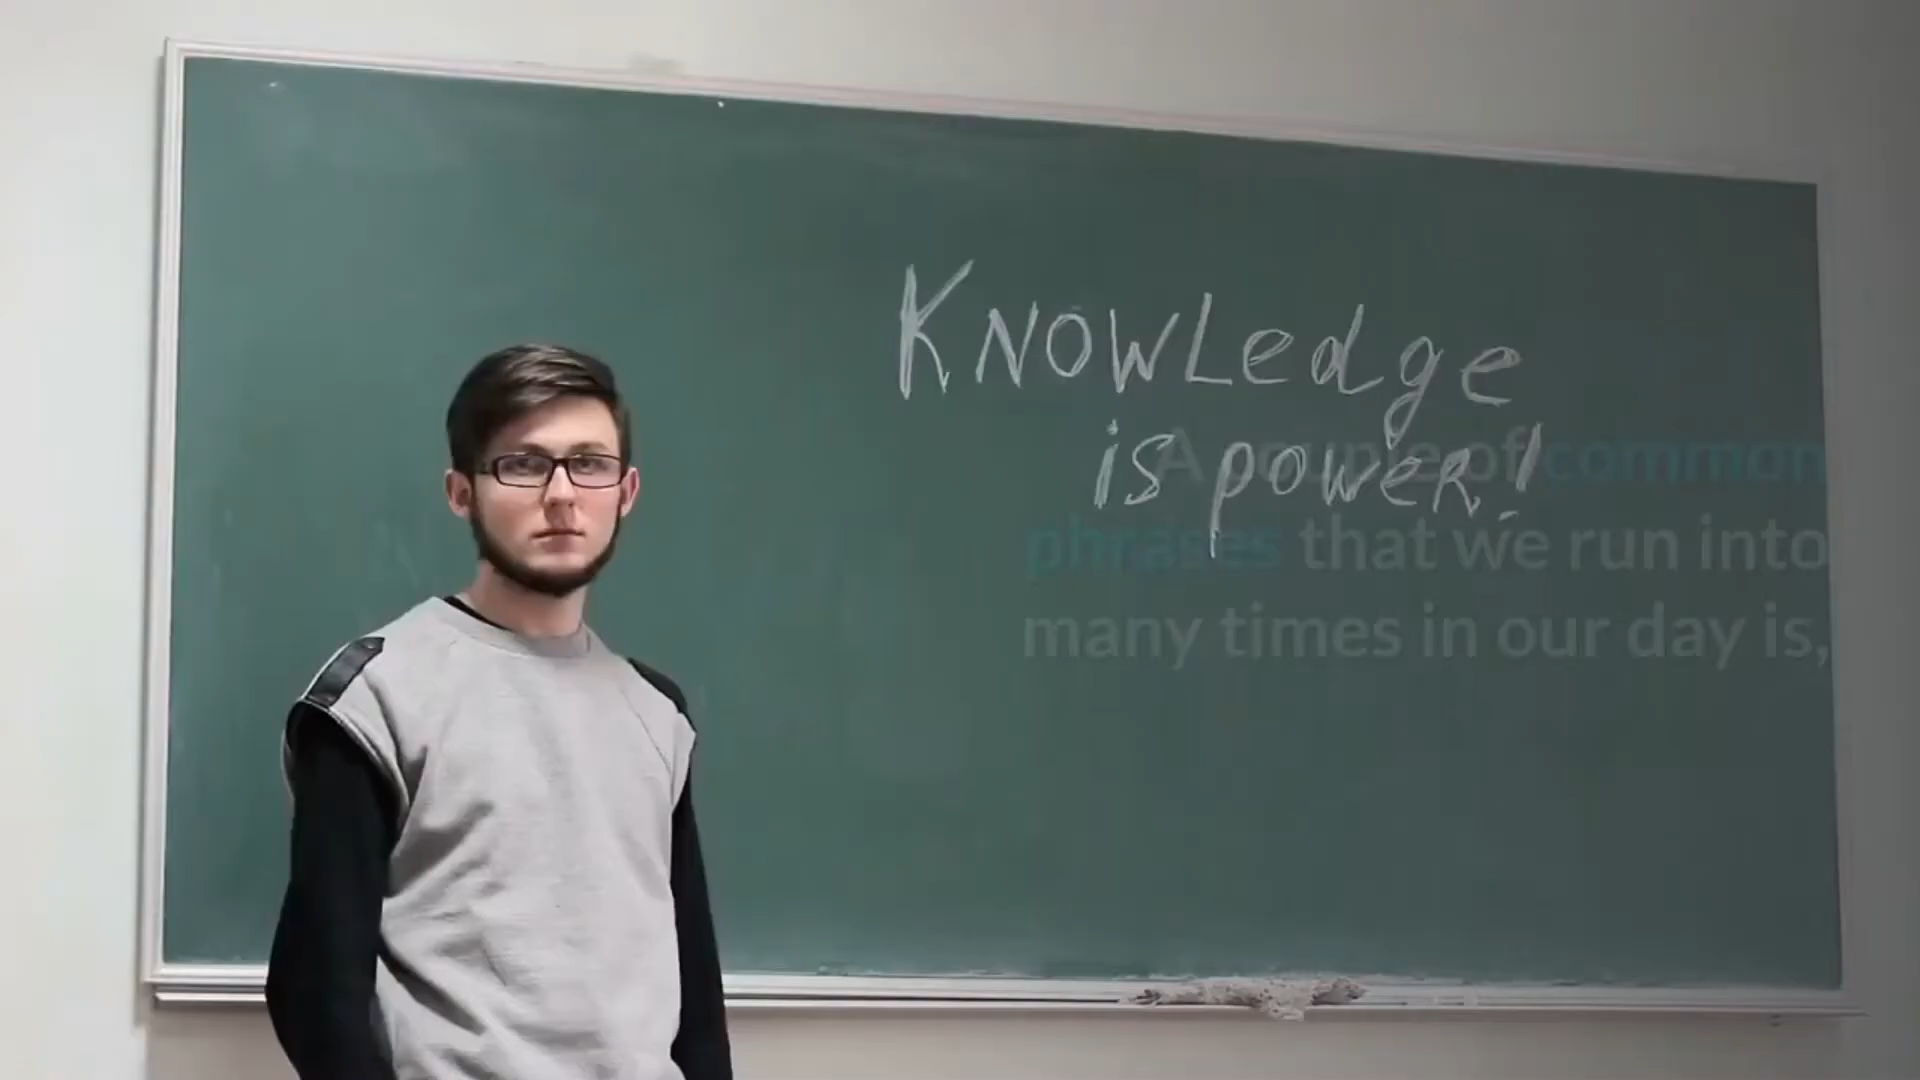 KNOWLedge
is power!
A couple of common
phrases that we run into
many times in our day is,